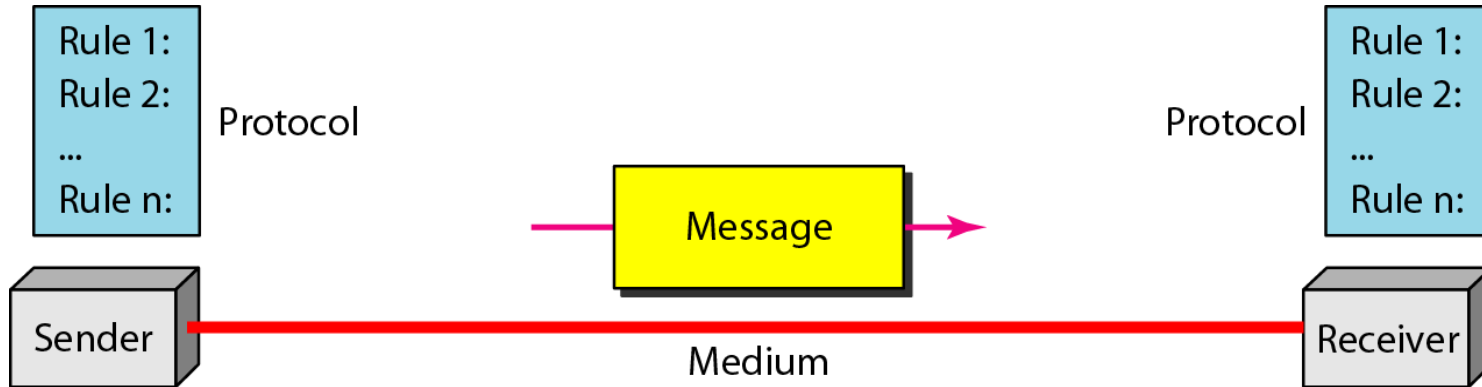 Rule 1:
Rule 2:
...
Rule n:
Protocol
Protocol
Rule 1:
Rule 2:
...
Rule n:
Message
Sender
Medium
Receiver